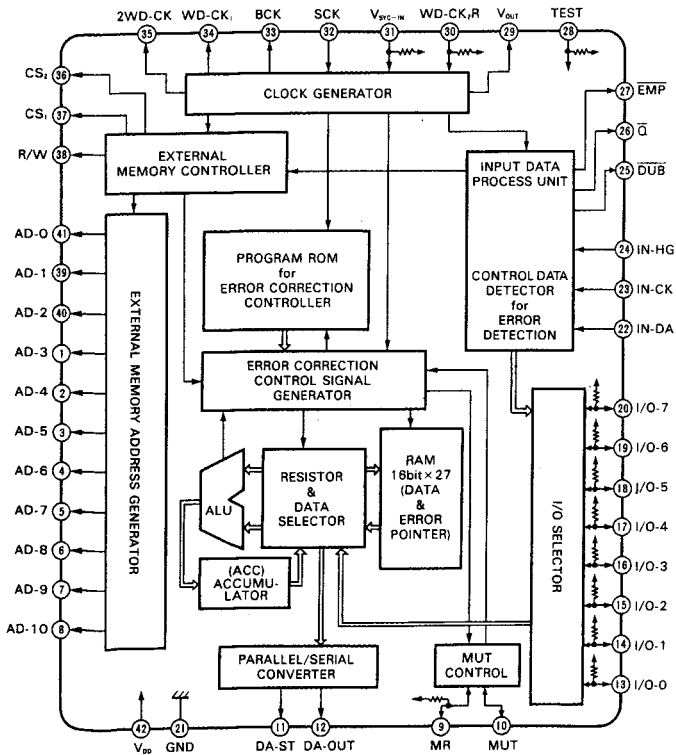 2WD-CK WD-CK₁ BCK SCK V_SYC-IN WD-CK₁R V_OUT TEST
35 34 33 32 31 30 29 28
CLOCK GENERATOR
CS₂ 36
CS₁ 37
R/W 38
EXTERNAL
MEMORY CONTROLLER
INPUT DATA
PROCESS UNIT
CONTROL DATA
DETECTOR
for
ERROR
DETECTION
27 EMP
26 Q
25 DUB
24 IN-HG
23 IN-CK
22 IN-DA
AD-0 41
AD-1 39
AD-2 40
AD-3 1
AD-4 2
AD-5 3
AD-6 4
AD-7 5
AD-8 6
AD-9 7
AD-10 8
EXTERNAL MEMORY ADDRESS GENERATOR
PROGRAM ROM
for
ERROR CORRECTION
CONTROLLER
ERROR CORRECTION
CONTROL SIGNAL
GENERATOR
ALU
RESISTOR
&
DATA
SELECTOR
RAM
16bit×27
(DATA
&
ERROR
POINTER)
(ACC)
ACCUMU-
LATOR
I/O SELECTOR
20 I/O-7
19 I/O-6
18 I/O-5
17 I/O-4
16 I/O-3
15 I/O-2
14 I/O-1
13 I/O-0
PARALLEL/SERIAL
CONVERTER
MUT
CONTROL
42 21 11 12 9 10
V_DD GND DA-ST DA-OUT MR MUT